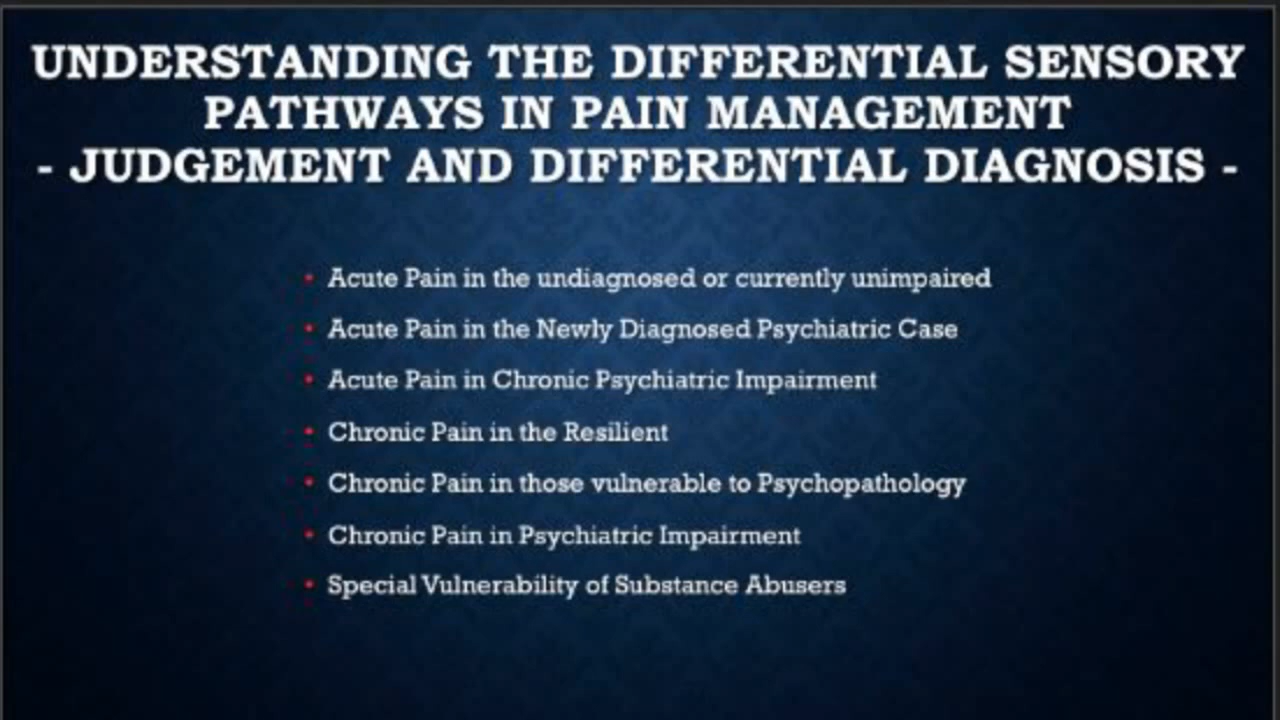 UNDERSTANDING THE DIFFERENTIAL SENSORY
PATHWAYS IN PAIN MANAGEMENT
- JUDGEMENT AND DIFFERENTIAL DIAGNOSIS -
• Acute Pain in the undiagnosed or currently unimpaired
• Acute Pain in the Newly Diagnosed Psychiatric Case
• Acute Pain in Chronic Psychiatric Impairment
• Chronic Pain in the Resilient
• Chronic Pain in those vulnerable to Psychopathology
• Chronic Pain in Psychiatric Impairment
• Special Vulnerability of Substance Abusers